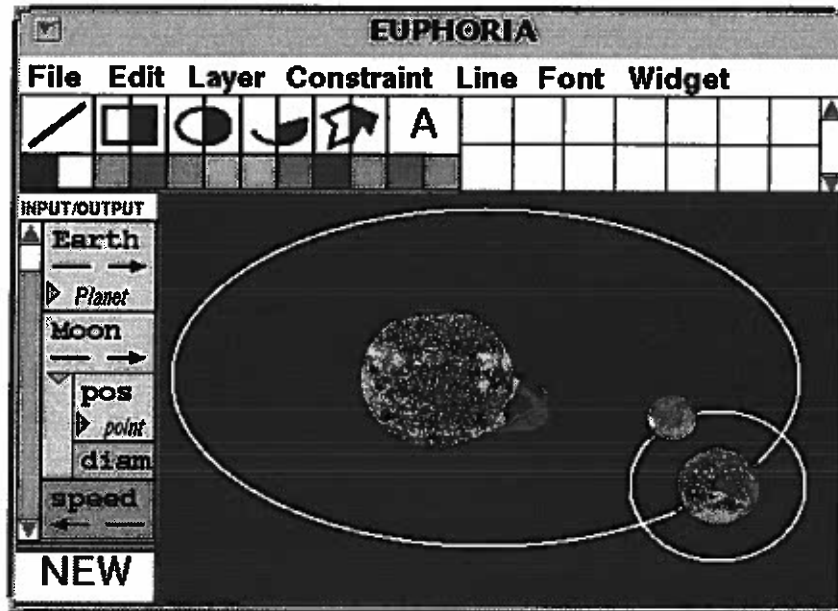 EUPHORIA
File Edit Layer Constraint Line Font Widget
A
INPUT/OUTPUT
Earth
Planet
Moon
pos
point
diam
speed
NEW